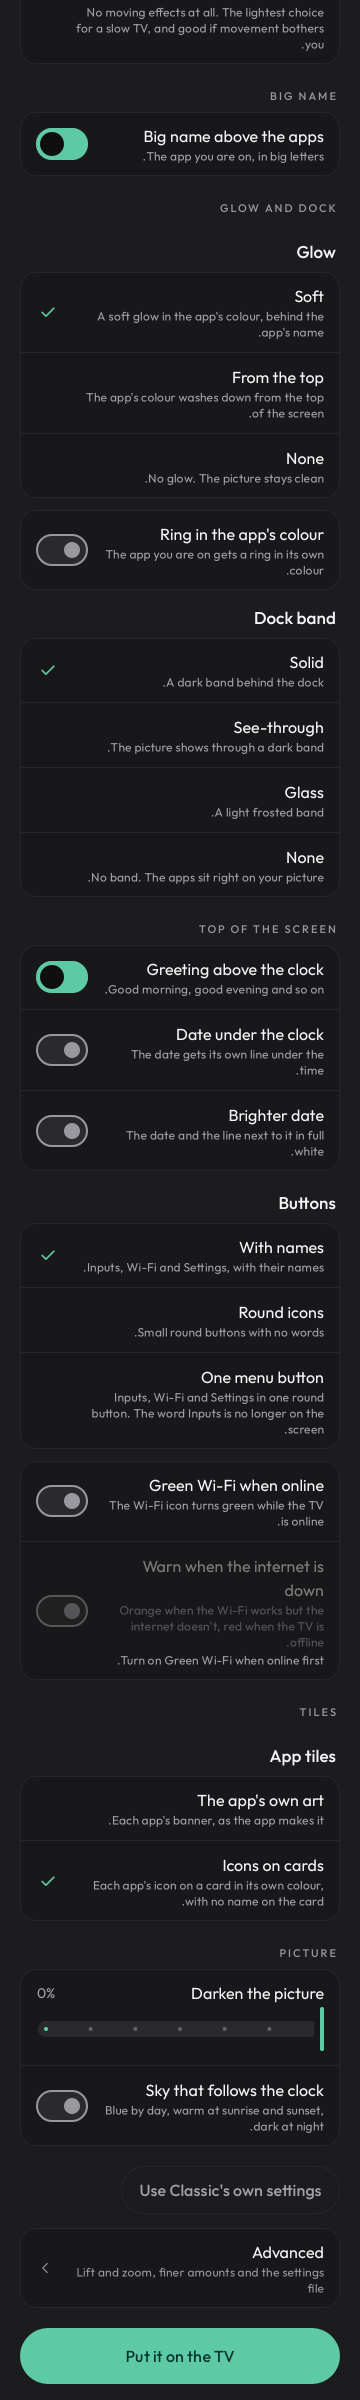 No moving effects at all. The lightest choice
for a slow TV, and good if movement bothers
.you
BIG NAME
Big name above the apps
.The app you are on, in big letters
GLOW AND DOCK
Glow
Soft
A soft glow in the app's colour, behind the
.app's name
From the top
The app's colour washes down from the top
.of the screen
None
.No glow. The picture stays clean
Ring in the app's colour
The app you are on gets a ring in its own
.colour
Dock band
Solid
.A dark band behind the dock
See-through
.The picture shows through a dark band
Glass
.A light frosted band
None
.No band. The apps sit right on your picture
TOP OF THE SCREEN
Greeting above the clock
.Good morning, good evening and so on
Date under the clock
The date gets its own line under the
.time
Brighter date
The date and the line next to it in full
.white
Buttons
With names
.Inputs, Wi-Fi and Settings, with their names
Round icons
.Small round buttons with no words
One menu button
Inputs, Wi-Fi and Settings in one round
button. The word Inputs is no longer on the
.screen
Green Wi-Fi when online
The Wi-Fi icon turns green while the TV
.is online
Warn when the internet is
down
Orange when the Wi-Fi works but the
internet doesn't, red when the TV is
.offline
.Turn on Green Wi-Fi when online first
TILES
App tiles
The app's own art
.Each app's banner, as the app makes it
Icons on cards
Each app's icon on a card in its own colour,
.with no name on the card
PICTURE
0% Darken the picture
Sky that follows the clock
Blue by day, warm at sunrise and sunset,
.dark at night
Use Classic's own settings
Advanced
Lift and zoom, finer amounts and the settings
file
Put it on the TV